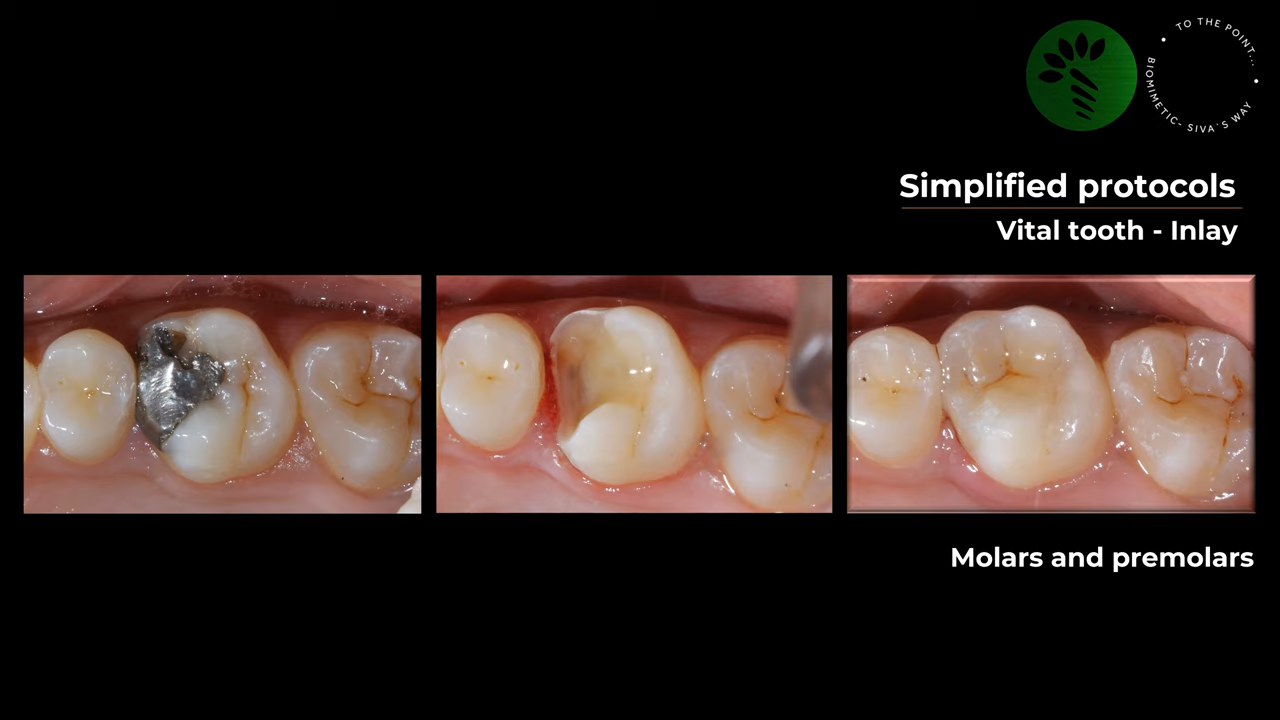 TO THE POINT...
BIOMIMETIC- SIVA'S WAY
Simplified protocols
Vital tooth - Inlay
Molars and premolars